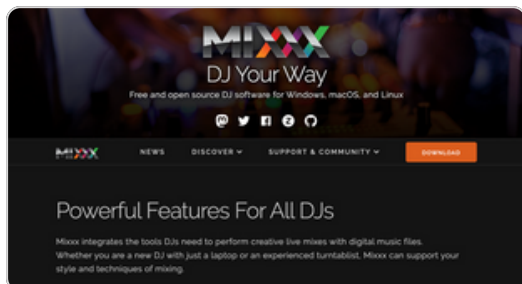 MIXXX
DJ Your Way
Free and open source DJ software for Windows, macOS, and Linux
MIXXX NEWS DISCOVER SUPPORT & COMMUNITY DOWNLOAD
Powerful Features For All DJs
Mixxx integrates the tools DJs need to perform creative live mixes with digital music files.
Whether you are a new DJ with just a laptop or an experienced turntablist, Mixxx can support your
style and techniques of mixing.